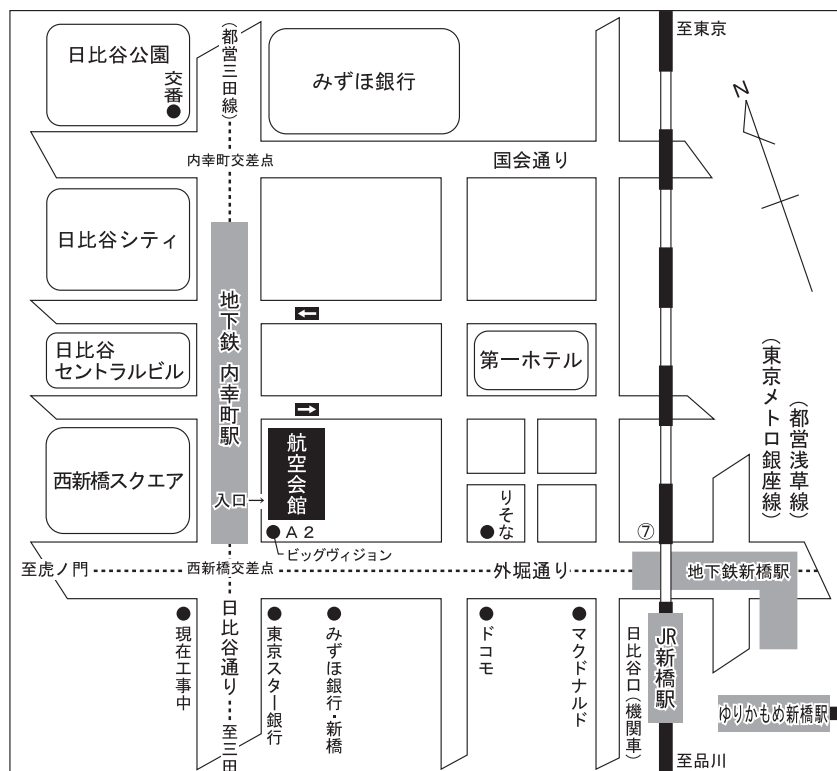 至東京
日比谷公園
交番
（都営三田線）
みずほ銀行
N
内幸町交差点
国会通り
日比谷シティ
地下鉄 内幸町駅
←
日比谷
セントラルビル
第一ホテル
→
（東京メトロ銀座線）
（都営浅草線）
西新橋スクエア
航空会館
入口→
A2
ビッグヴィジョン
りそな
⑦
至虎ノ門
西新橋交差点
外堀通り
地下鉄新橋駅
現在工事中
日比谷通り
至三田
東京スター銀行
みずほ銀行・新橋
ドコモ
マクドナルド
日比谷口（機関車）
JR新橋駅
ゆりかもめ新橋駅
至品川